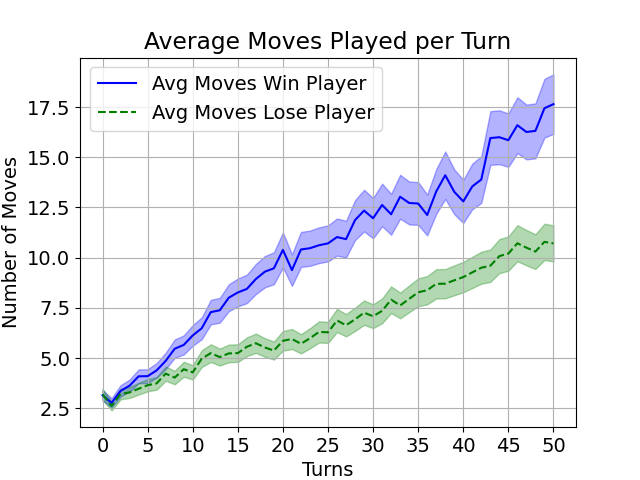 Average Moves Played per Turn
Avg Moves Win Player
Avg Moves Lose Player
Number of Moves
17.5
15.0
12.5
10.0
7.5
5.0
2.5
0 5 10 15 20 25 30 35 40 45 50
Turns